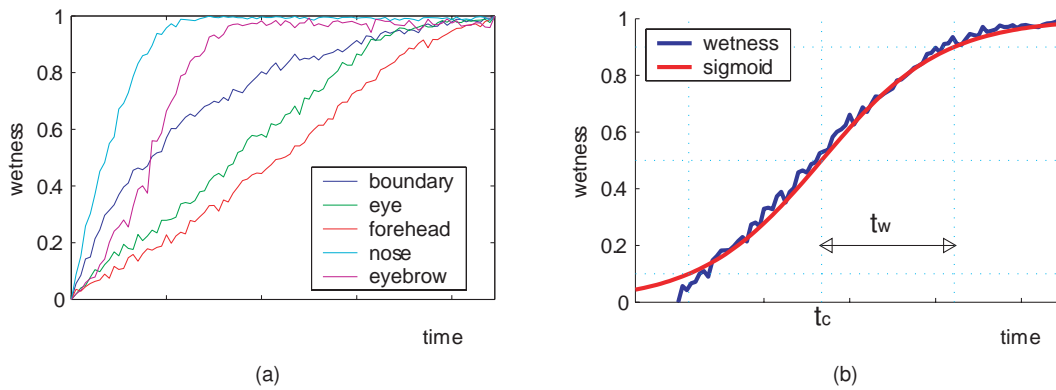 1
0.8
0.6
0.4
0.2
0
wetness
boundary
eye
forehead
nose
eyebrow
time
(a)
1
0.8
0.6
0.4
0.2
0
wetness
wetness
sigmoid
tw
tc
time
(b)